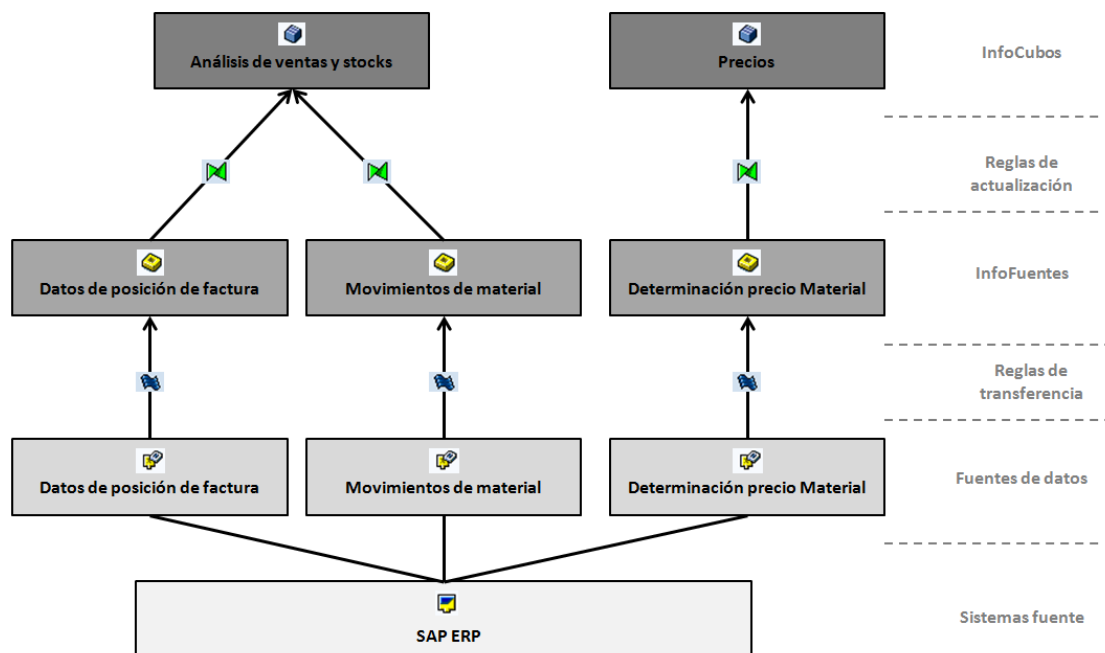 Análisis de ventas y stocks
Precios
InfoCubos
Reglas de
actualización
Datos de posición de factura
Movimientos de material
Determinación precio Material
InfoFuentes
Reglas de
transferencia
Datos de posición de factura
Movimientos de material
Determinación precio Material
Fuentes de datos
SAP ERP
Sistemas fuente